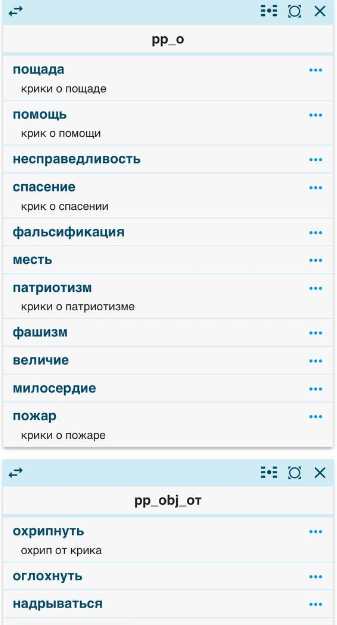 pp_o
пощада
крики о пощаде
помощь
крик о помощи
несправедливость
спасение
крик о спасении
фальсификация
месть
патриотизм
крики о патриотизме
фашизм
величие
милосердие
пожар
крики о пожаре
pp_obj_от
охрипнуть
охрип от крика
оглохнуть
надрываться